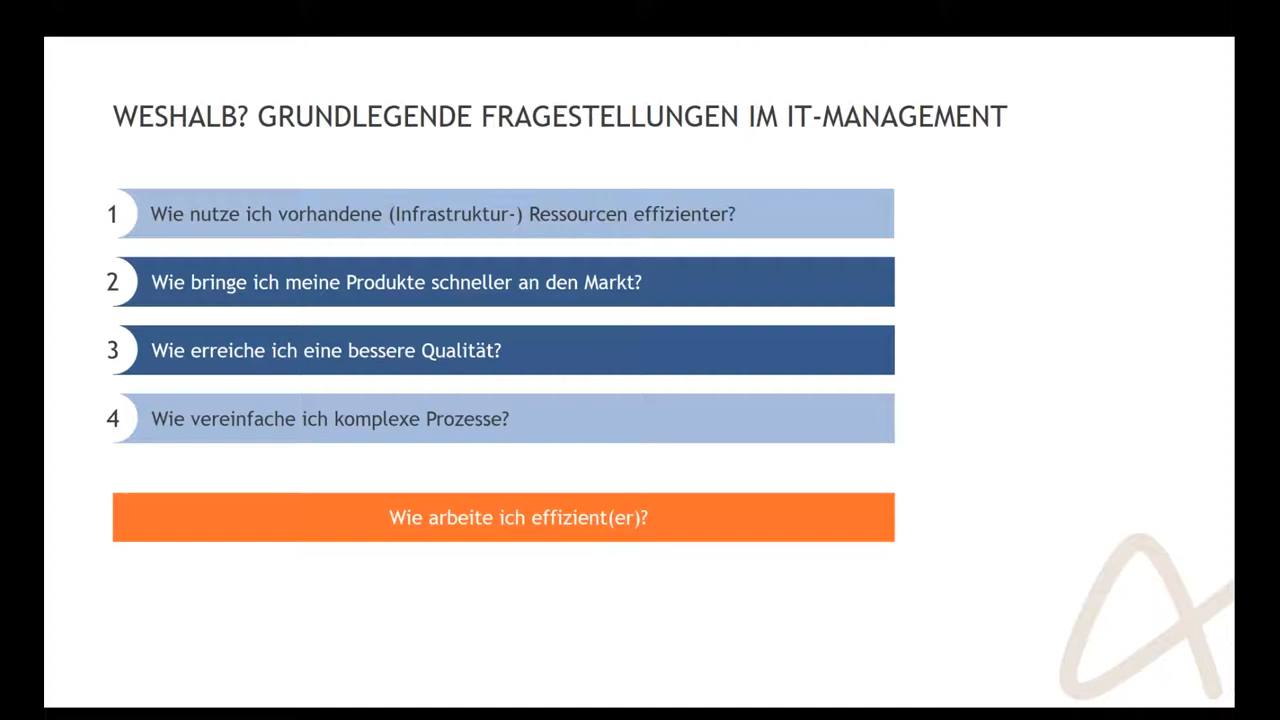 WESHALB? GRUNDLEGENDE FRAGESTELLUNGEN IM IT-MANAGEMENT
1 Wie nutze ich vorhandene (Infrastruktur-) Ressourcen effizienter?
2 Wie bringe ich meine Produkte schneller an den Markt?
3 Wie erreiche ich eine bessere Qualität?
4 Wie vereinfache ich komplexe Prozesse?
Wie arbeite ich effizient(er)?